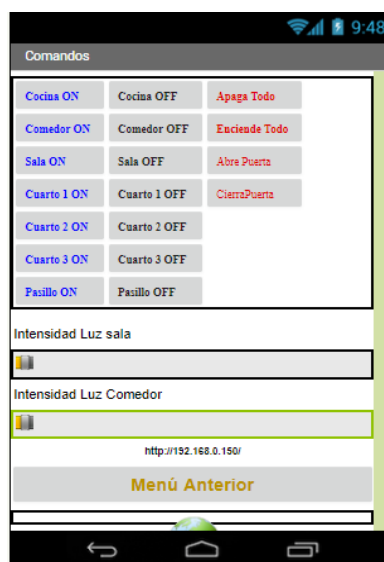 9:48
Comandos
Cocina ON Cocina OFF Apaga Todo
Comedor ON Comedor OFF Enciende Todo
Sala ON Sala OFF Abre Puerta
Cuarto 1 ON Cuarto 1 OFF CierraPuerta
Cuarto 2 ON Cuarto 2 OFF
Cuarto 3 ON Cuarto 3 OFF
Pasillo ON Pasillo OFF
Intensidad Luz sala
Intensidad Luz Comedor
http://192.168.0.150/
Menú Anterior